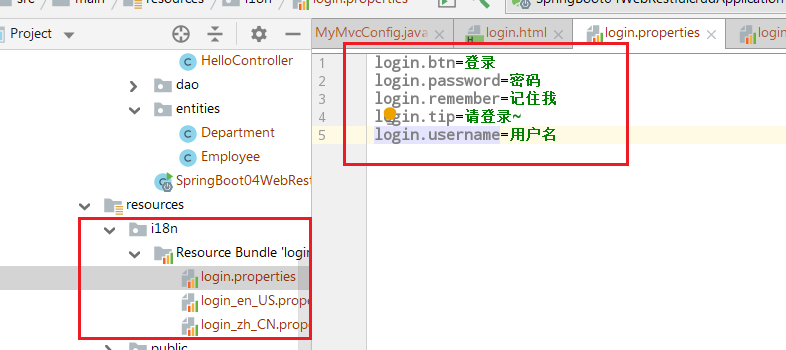 src main resources i18n login.properties SpringBoot04WebRestfulcrudApplication
Project
MyMvcConfig.java login.html login.properties login
HelloController
dao
entities
Department
Employee
SpringBoot04WebRest
resources
i18n
Resource Bundle 'login
login.properties
login_en_US.prope
login_zh_CN.prope
public
1 login.btn=登录
2 login.password=密码
3 login.remember=记住我
4 login.tip=请登录~
5 login.username=用户名